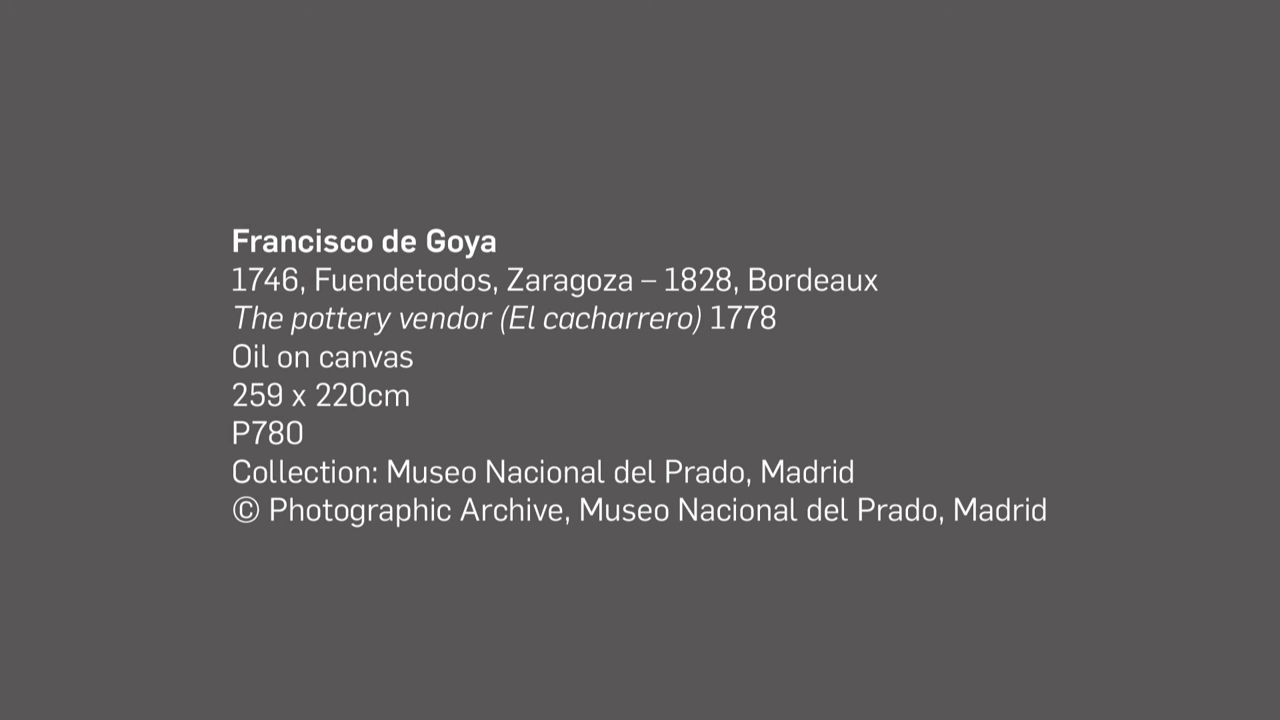 Francisco de Goya
1746, Fuendetodos, Zaragoza – 1828, Bordeaux
The pottery vendor (El cacharrero) 1778
Oil on canvas
259 x 220cm
P780
Collection: Museo Nacional del Prado, Madrid
© Photographic Archive, Museo Nacional del Prado, Madrid